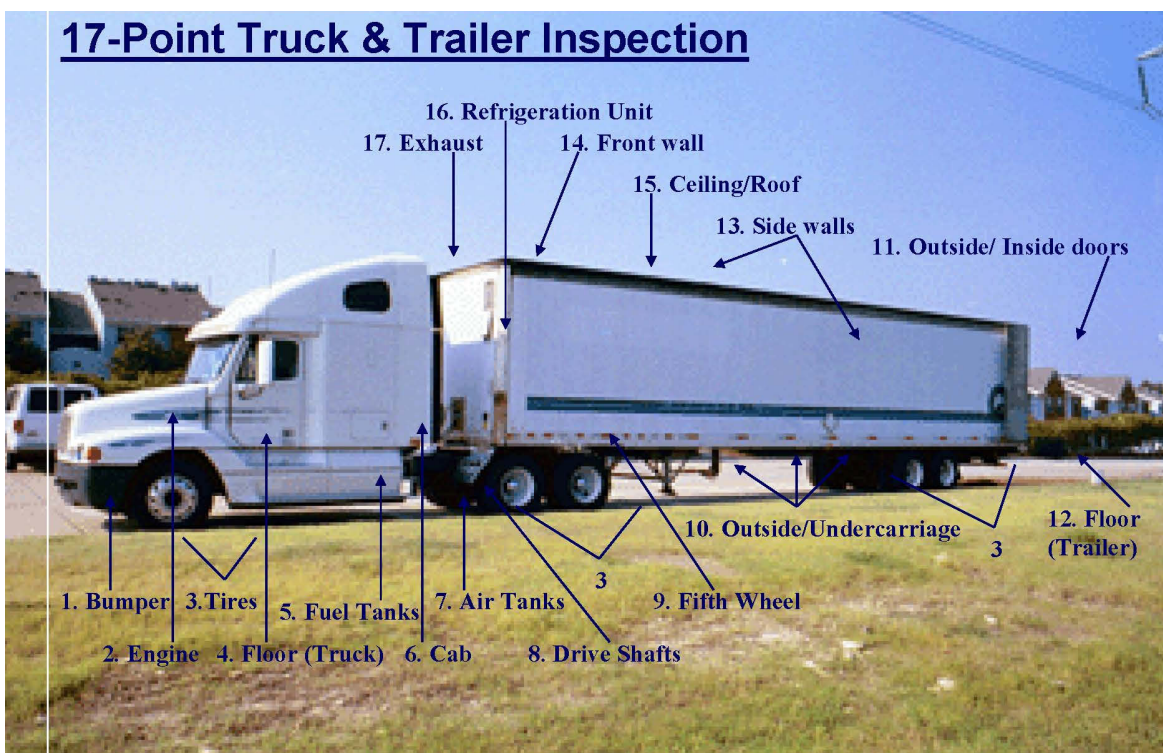 17-Point Truck & Trailer Inspection
16. Refrigeration Unit
17. Exhaust
14. Front wall
15. Ceiling/Roof
13. Side walls
11. Outside/ Inside doors
10. Outside/Undercarriage
12. Floor
(Trailer)
3
3
1. Bumper
3.Tires
5. Fuel Tanks
7. Air Tanks
9. Fifth Wheel
2. Engine
4. Floor (Truck)
6. Cab
8. Drive Shafts